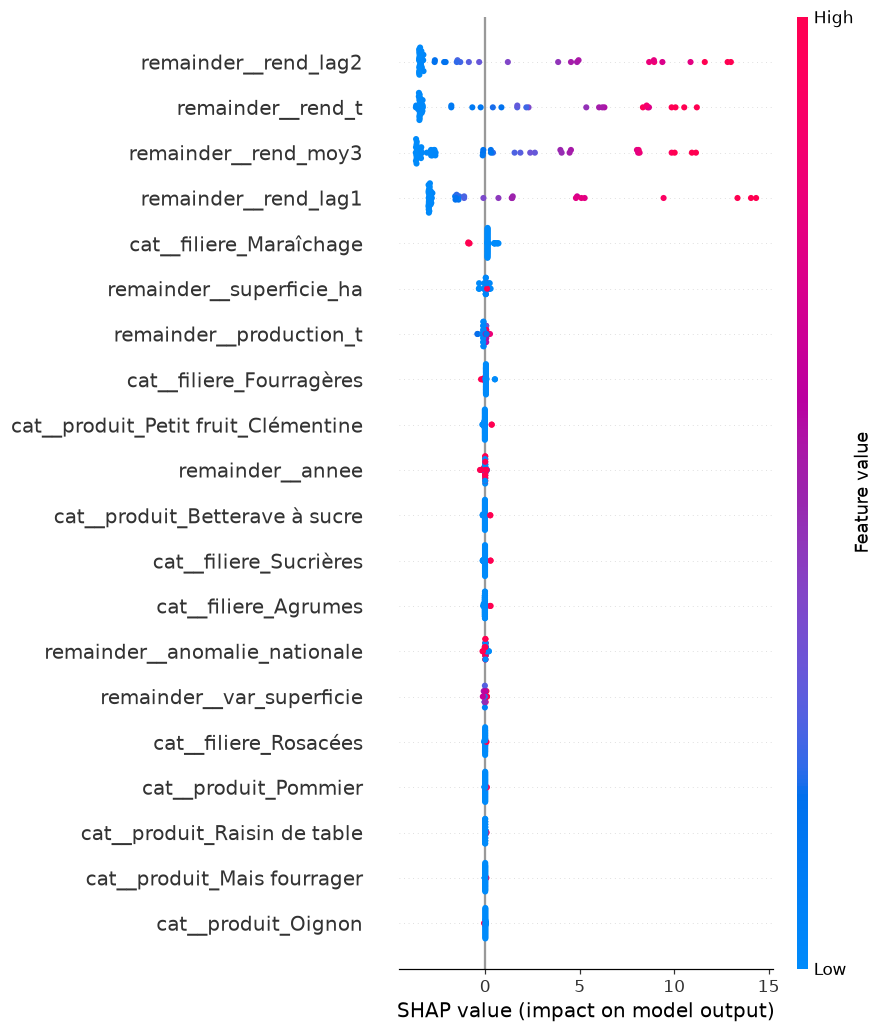 High
remainder__rend_lag2
remainder__rend_t
remainder__rend_moy3
remainder__rend_lag1
cat__filiere_Maraîchage
remainder__superficie_ha
remainder__production_t
cat__filiere_Fourragères
cat__produit_Petit fruit_Clémentine
remainder__annee
cat__produit_Betterave à sucre
cat__filiere_Sucrières
cat__filiere_Agrumes
remainder__anomalie_nationale
remainder__var_superficie
cat__filiere_Rosacées
cat__produit_Pommier
cat__produit_Raisin de table
cat__produit_Mais fourrager
cat__produit_Oignon
Feature value
Low
0 5 10 15
SHAP value (impact on model output)